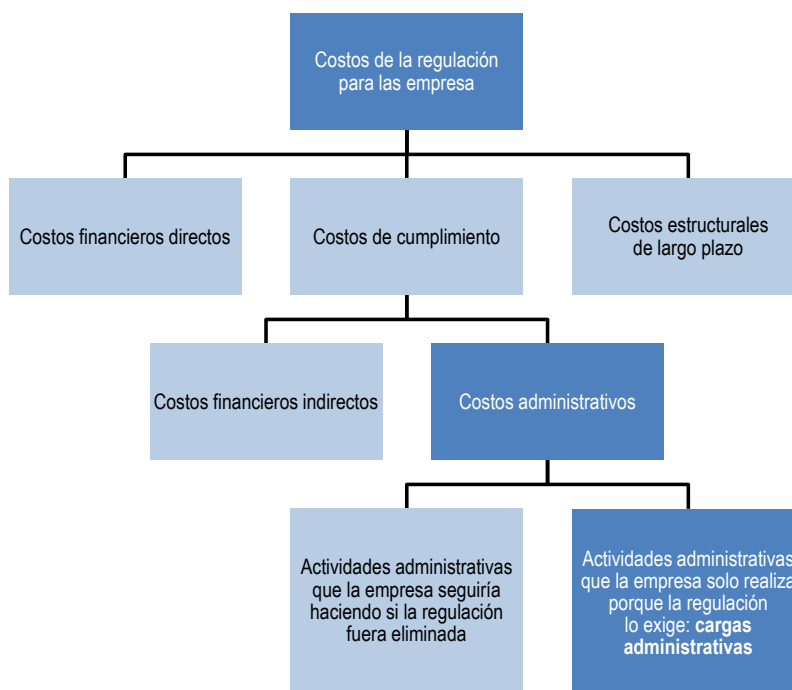 Costos de la regulación
para las empresa
Costos financieros directos
Costos de cumplimiento
Costos estructurales
de largo plazo
Costos financieros indirectos
Costos administrativos
Actividades administrativas
que la empresa seguiría
haciendo si la regulación
fuera eliminada
Actividades administrativas
que la empresa solo realiza
porque la regulación
lo exige: cargas
administrativas